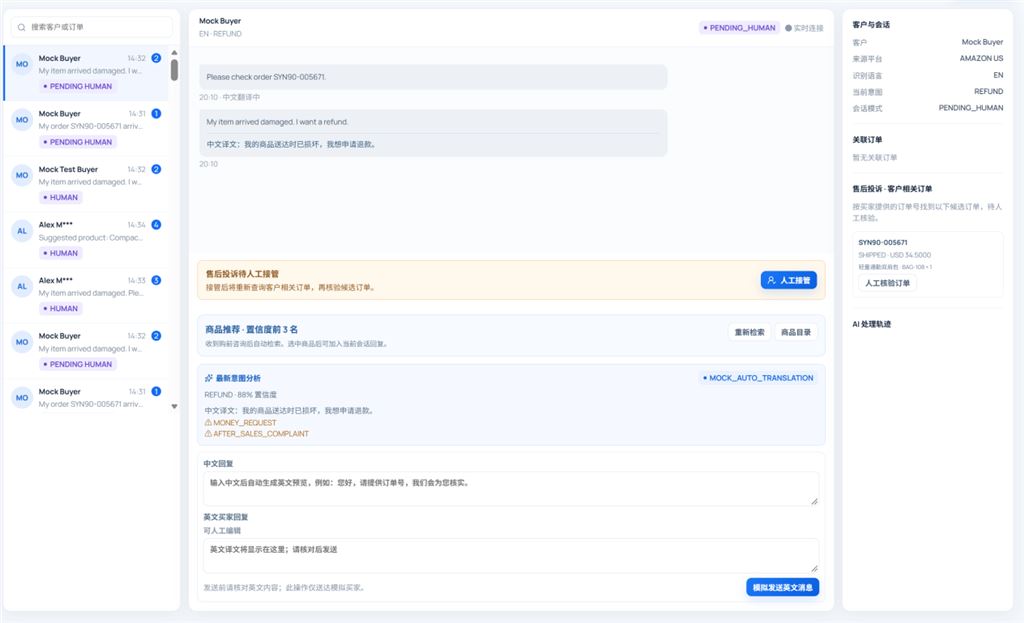 搜索客户或订单
MO
Mock Buyer
14:32
2
My item arrived damaged. I w...
PENDING HUMAN
MO
Mock Buyer
14:31
1
My order SYN90-005671 arriv...
PENDING HUMAN
MO
Mock Test Buyer
14:32
2
My item arrived damaged. I w...
HUMAN
AL
Alex M***
14:34
4
Suggested product: Compac...
HUMAN
AL
Alex M***
14:33
3
My item arrived damaged. Ple...
HUMAN
MO
Mock Buyer
14:32
2
My item arrived damaged. I w...
PENDING HUMAN
MO
Mock Buyer
14:31
1
My order SYN90-005671 arriv...
Mock Buyer
EN · REFUND
PENDING_HUMAN
实时连接
Please check order SYN90-005671.
20:10 · 中文翻译中
My item arrived damaged. I want a refund.
中文译文：我的商品送达时已损坏，我想申请退款。
20:10
售后投诉待人工接管
接管后将重新查询客户相关订单，再核验候选订单。
人工接管
商品推荐 · 置信度前 3 名
收到购前咨询后自动检索。选中商品后可加入当前会话回复。
重新检索
商品目录
最新意图分析
MOCK_AUTO_TRANSLATION
REFUND · 88% 置信度
中文译文：我的商品送达时已损坏，我想申请退款。
MONEY_REQUEST
AFTER_SALES_COMPLAINT
中文回复
输入中文后自动生成英文预览，例如：您好，请提供订单号，我们会为您核实。
英文买家回复
可人工编辑
英文译文将显示在这里；请核对后发送
发送前请核对英文内容；此操作仅送达模拟买家。
模拟发送英文消息
客户与会话
客户
Mock Buyer
来源平台
AMAZON US
识别语言
EN
当前意图
REFUND
会话模式
PENDING_HUMAN
关联订单
暂无关联订单
售后投诉 · 客户相关订单
按买家提供的订单号找到以下候选订单，待人
工核验。
SYN90-005671
SHIPPED · USD 34.5000
轻量通勤双肩包 · BAG-108 × 1
人工核验订单
AI 处理轨迹